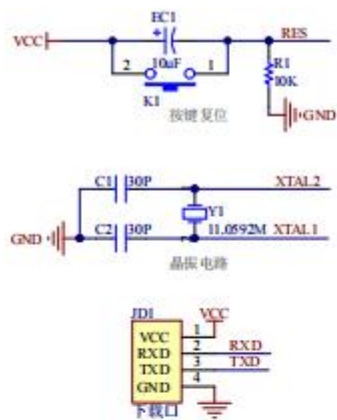 EC1
VCC
RES
10uF
R1
2
1
10K
K1
GND
按键复位
C1
30P
XTAL2
Y1
GND
C2
30P
11.0592M
XTAL1
晶振电路
JD1
VCC
VCC
1
RXD
2
RXD
TXD
3
TXD
GND
4
下载口